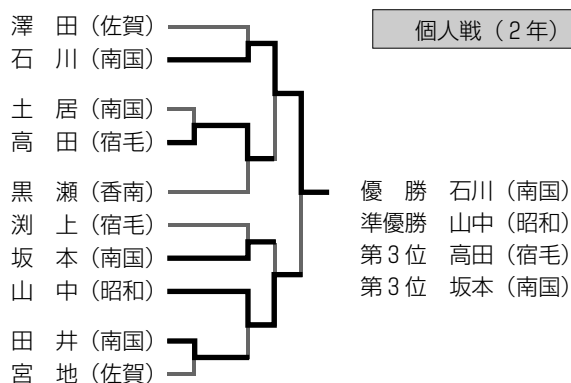 個人戦（２年）
澤　田（佐賀）
石　川（南国）
土　居（南国）
高　田（宿毛）
黒　瀬（香南）
渕　上（宿毛）
坂　本（南国）
山　中（昭和）
田　井（南国）
宮　地（佐賀）
優　勝　石川（南国）
準優勝　山中（昭和）
第３位　高田（宿毛）
第３位　坂本（南国）